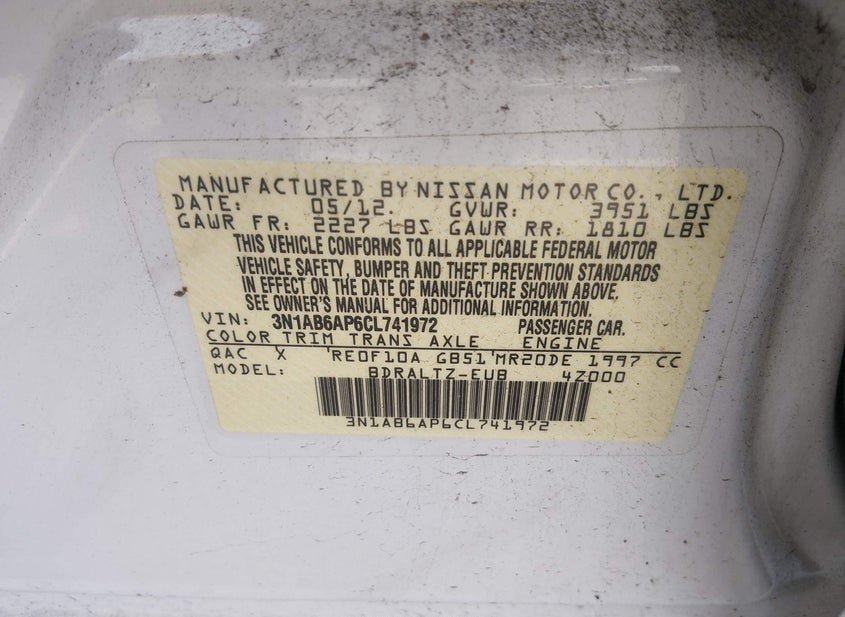 MANUFACTURED BY NISSAN MOTOR CO., LTD.
DATE: 05/12. GVWR: 3951 LBS
GAWR FR: 2227 LBS GAWR RR: 1810 LBS
THIS VEHICLE CONFORMS TO ALL APPLICABLE FEDERAL MOTOR
VEHICLE SAFETY, BUMPER AND THEFT PREVENTION STANDARDS
IN EFFECT ON THE DATE OF MANUFACTURE SHOWN ABOVE.
SEE OWNER'S MANUAL FOR ADDITIONAL INFORMATION.
VIN: 3N1AB6AP6CL741972 PASSENGER CAR.
COLOR TRIM TRANS AXLE ENGINE
QAC X RE0F10A GB51 MR20DE 1997 CC
MODEL: BDRALTZ-EUB 4Z000
3N1AB6AP6CL741972